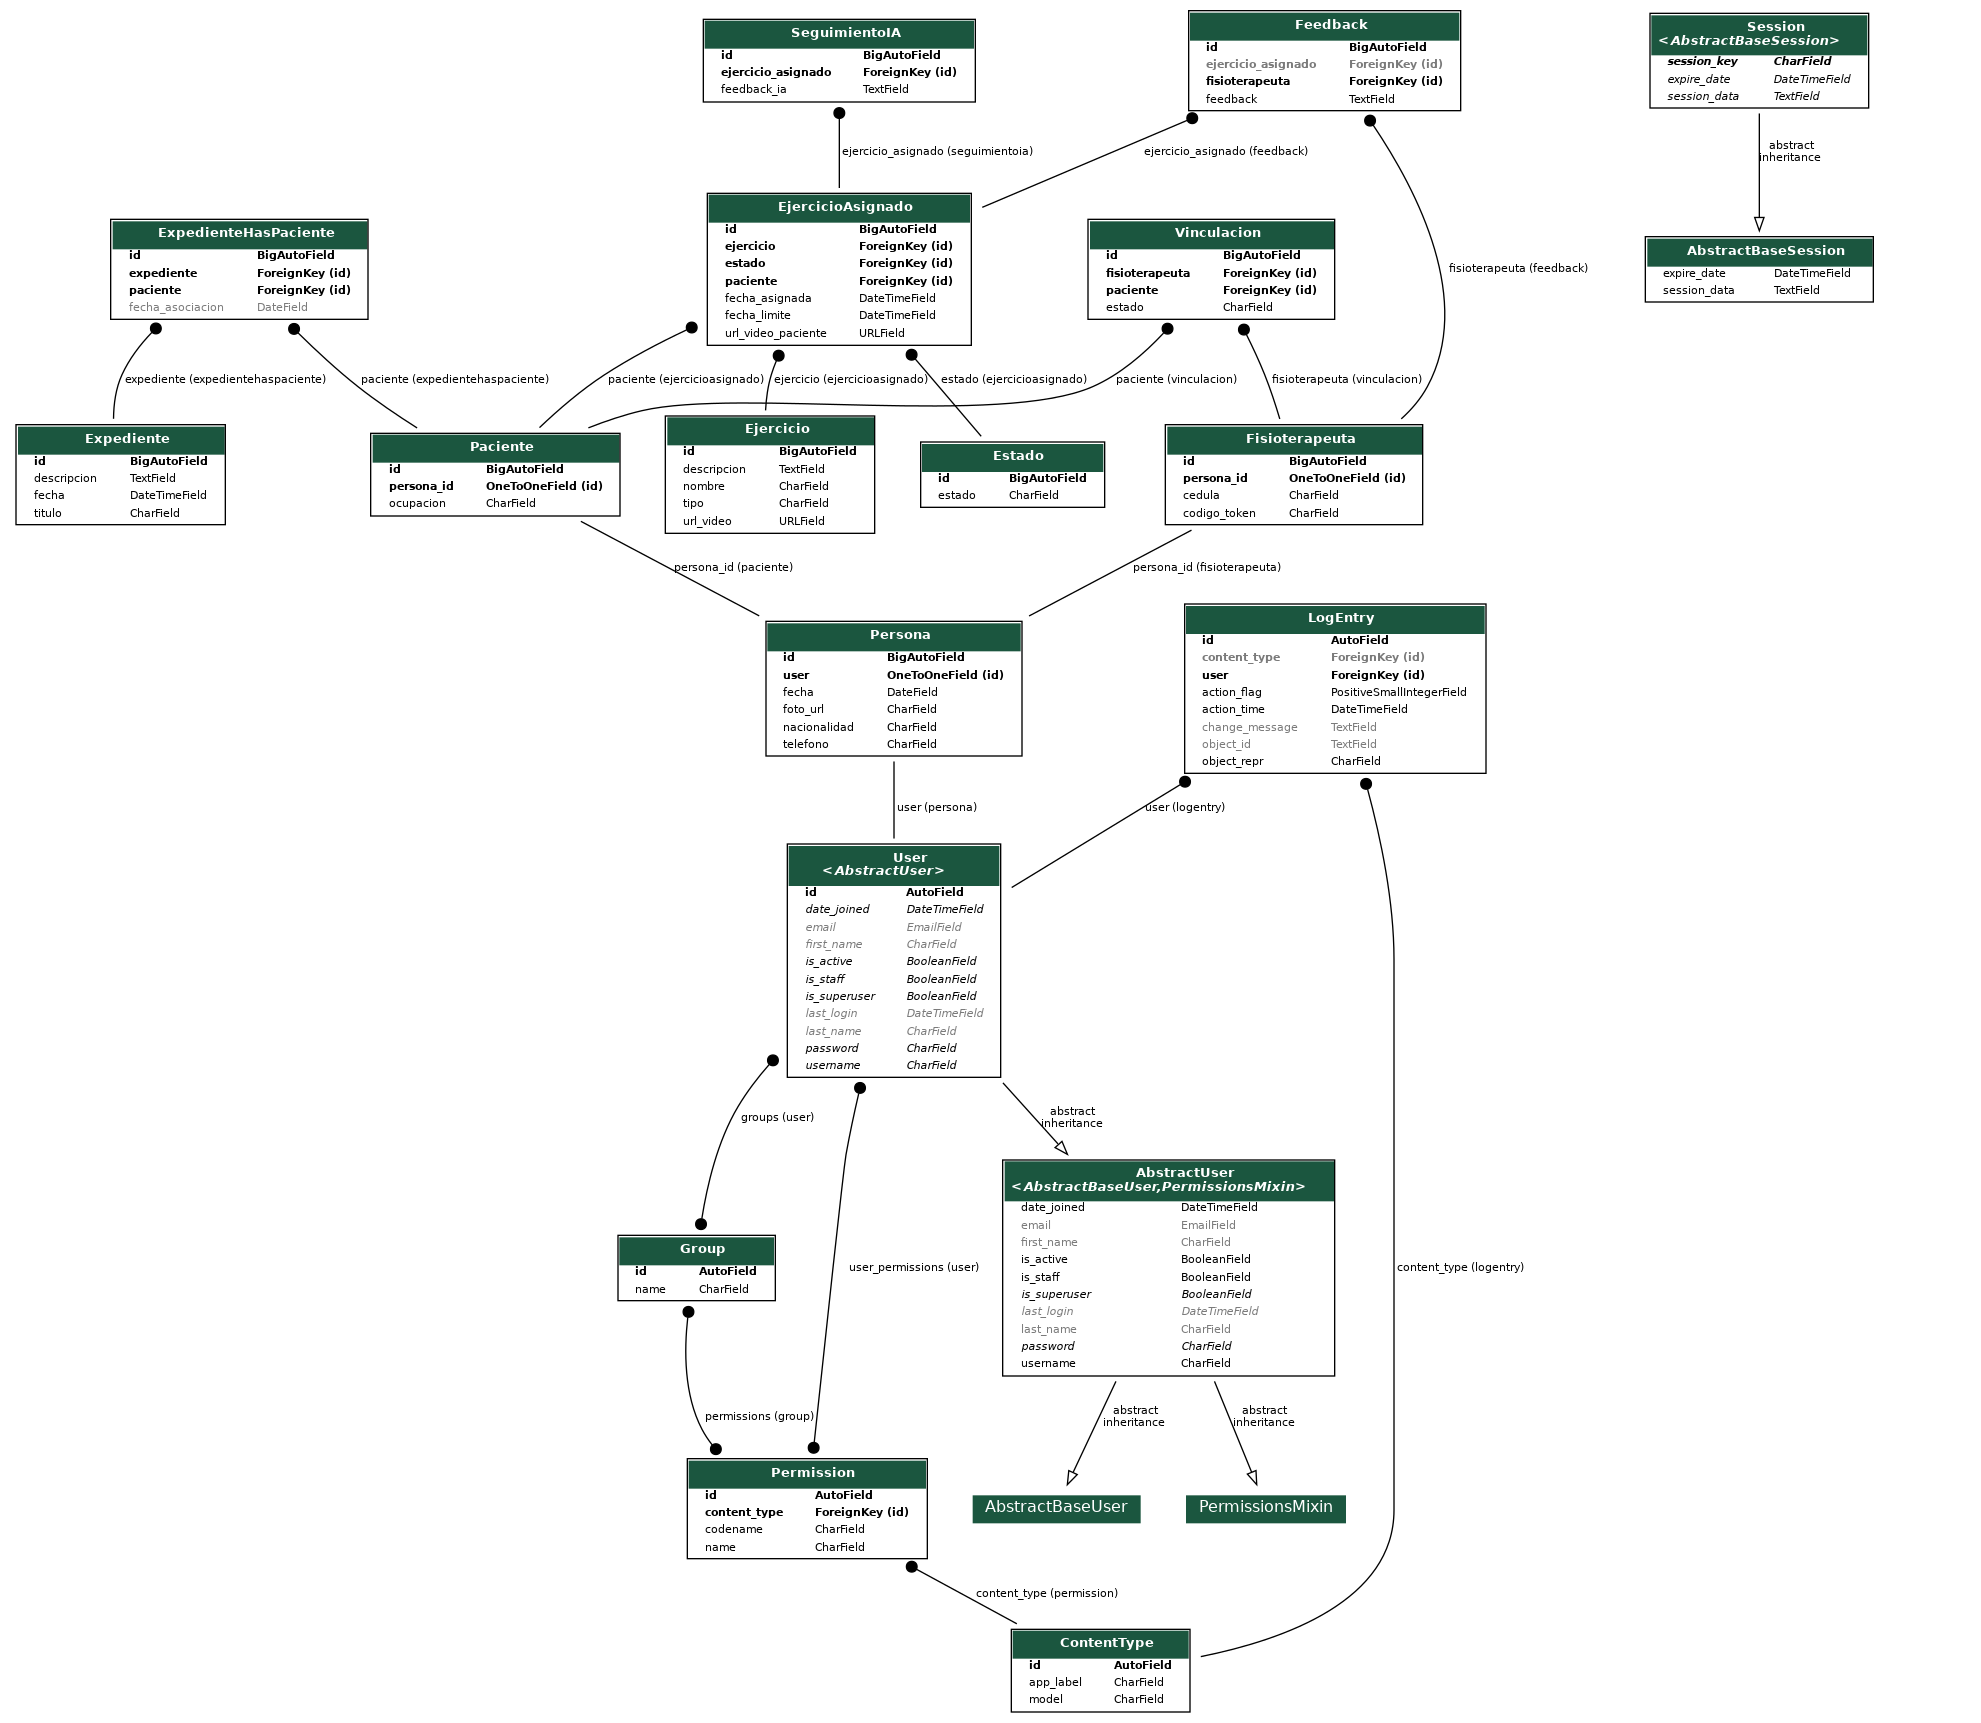 SeguimientoIA
id BigAutoField
ejercicio_asignado ForeignKey (id)
feedback_ia TextField
Feedback
id BigAutoField
ejercicio_asignado ForeignKey (id)
fisioterapeuta ForeignKey (id)
feedback TextField
Session
<AbstractBaseSession>
session_key CharField
expire_date DateTimeField
session_data TextField
ejercicio_asignado (seguimientoia)
ejercicio_asignado (feedback)
abstract
inheritance
ExpedienteHasPaciente
id BigAutoField
expediente ForeignKey (id)
paciente ForeignKey (id)
fecha_asociacion DateField
EjercicioAsignado
id BigAutoField
ejercicio ForeignKey (id)
estado ForeignKey (id)
paciente ForeignKey (id)
fecha_asignada DateTimeField
fecha_limite DateTimeField
url_video_paciente URLField
Vinculacion
id BigAutoField
fisioterapeuta ForeignKey (id)
paciente ForeignKey (id)
estado CharField
fisioterapeuta (feedback)
AbstractBaseSession
expire_date DateTimeField
session_data TextField
expediente (expedientehaspaciente)
paciente (expedientehaspaciente)
paciente (ejercicioasignado)
ejercicio (ejercicioasignado)
estado (ejercicioasignado)
paciente (vinculacion)
fisioterapeuta (vinculacion)
Expediente
id BigAutoField
descripcion TextField
fecha DateTimeField
titulo CharField
Paciente
id BigAutoField
persona_id OneToOneField (id)
ocupacion CharField
Ejercicio
id BigAutoField
descripcion TextField
nombre CharField
tipo CharField
url_video URLField
Estado
id BigAutoField
estado CharField
Fisioterapeuta
id BigAutoField
persona_id OneToOneField (id)
cedula CharField
codigo_token CharField
persona_id (paciente)
persona_id (fisioterapeuta)
Persona
id BigAutoField
user OneToOneField (id)
fecha DateField
foto_url CharField
nacionalidad CharField
telefono CharField
LogEntry
id AutoField
content_type ForeignKey (id)
user ForeignKey (id)
action_flag PositiveSmallIntegerField
action_time DateTimeField
change_message TextField
object_id TextField
object_repr CharField
user (persona)
user (logentry)
User
<AbstractUser>
id AutoField
date_joined DateTimeField
email EmailField
first_name CharField
is_active BooleanField
is_staff BooleanField
is_superuser BooleanField
last_login DateTimeField
last_name CharField
password CharField
username CharField
groups (user)
abstract
inheritance
AbstractUser
<AbstractBaseUser,PermissionsMixin>
date_joined DateTimeField
email EmailField
first_name CharField
is_active BooleanField
is_staff BooleanField
is_superuser BooleanField
last_login DateTimeField
last_name CharField
password CharField
username CharField
Group
id AutoField
name CharField
user_permissions (user)
content_type (logentry)
permissions (group)
abstract
inheritance
abstract
inheritance
Permission
id AutoField
content_type ForeignKey (id)
codename CharField
name CharField
AbstractBaseUser
PermissionsMixin
content_type (permission)
ContentType
id AutoField
app_label CharField
model CharField